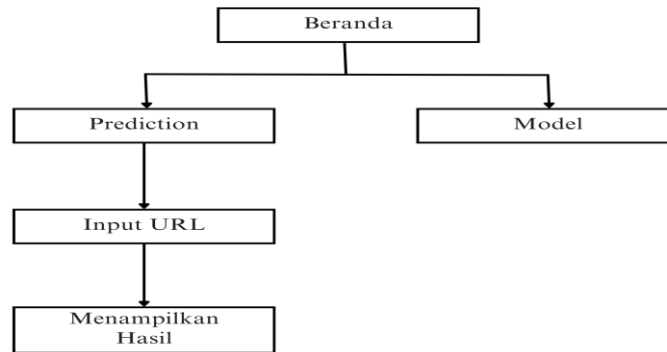 Beranda
Prediction
Model
Input URL
Menampilkan
Hasil